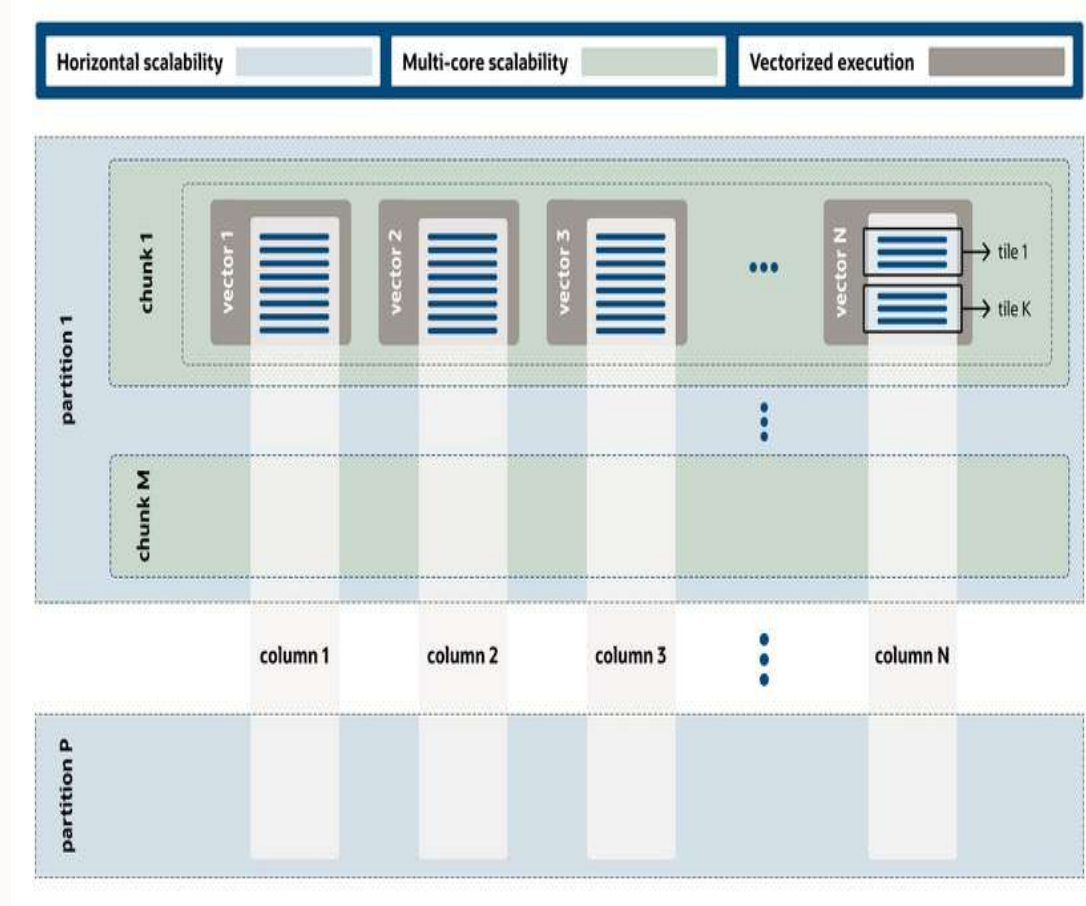 Horizontal scalability
Multi-core scalability
Vectorized execution
partition 1
chunk 1
vector 1
vector 2
vector 3
vector N
tile 1
tile K
chunk M
column 1
column 2
column 3
column N
partition P